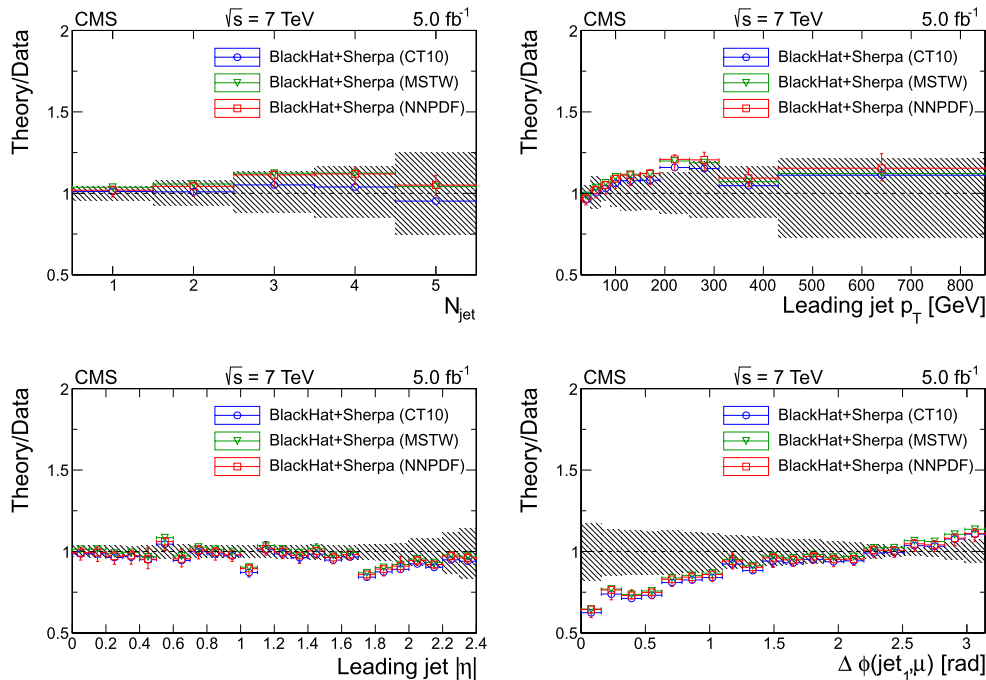 CMS √s = 7 TeV 5.0 fb⁻¹
Theory/Data
2
1.5
1
0.5
BlackHat+Sherpa (CT10)
BlackHat+Sherpa (MSTW)
BlackHat+Sherpa (NNPDF)
1 2 3 4 5
N_jet
CMS √s = 7 TeV 5.0 fb⁻¹
Theory/Data
2
1.5
1
0.5
BlackHat+Sherpa (CT10)
BlackHat+Sherpa (MSTW)
BlackHat+Sherpa (NNPDF)
100 200 300 400 500 600 700 800
Leading jet p_T [GeV]
CMS √s = 7 TeV 5.0 fb⁻¹
Theory/Data
2
1.5
1
0.5
BlackHat+Sherpa (CT10)
BlackHat+Sherpa (MSTW)
BlackHat+Sherpa (NNPDF)
0 0.2 0.4 0.6 0.8 1 1.2 1.4 1.6 1.8 2 2.2 2.4
Leading jet |η|
CMS √s = 7 TeV 5.0 fb⁻¹
Theory/Data
2
1.5
1
0.5
BlackHat+Sherpa (CT10)
BlackHat+Sherpa (MSTW)
BlackHat+Sherpa (NNPDF)
0 0.5 1 1.5 2 2.5 3
Δ φ(jet₁,μ) [rad]